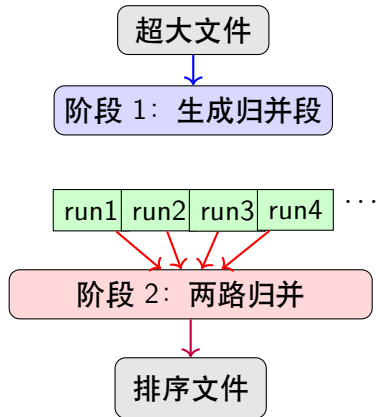 超大文件
阶段 1：生成归并段
run1 run2 run3 run4 ···
阶段 2：两路归并
排序文件